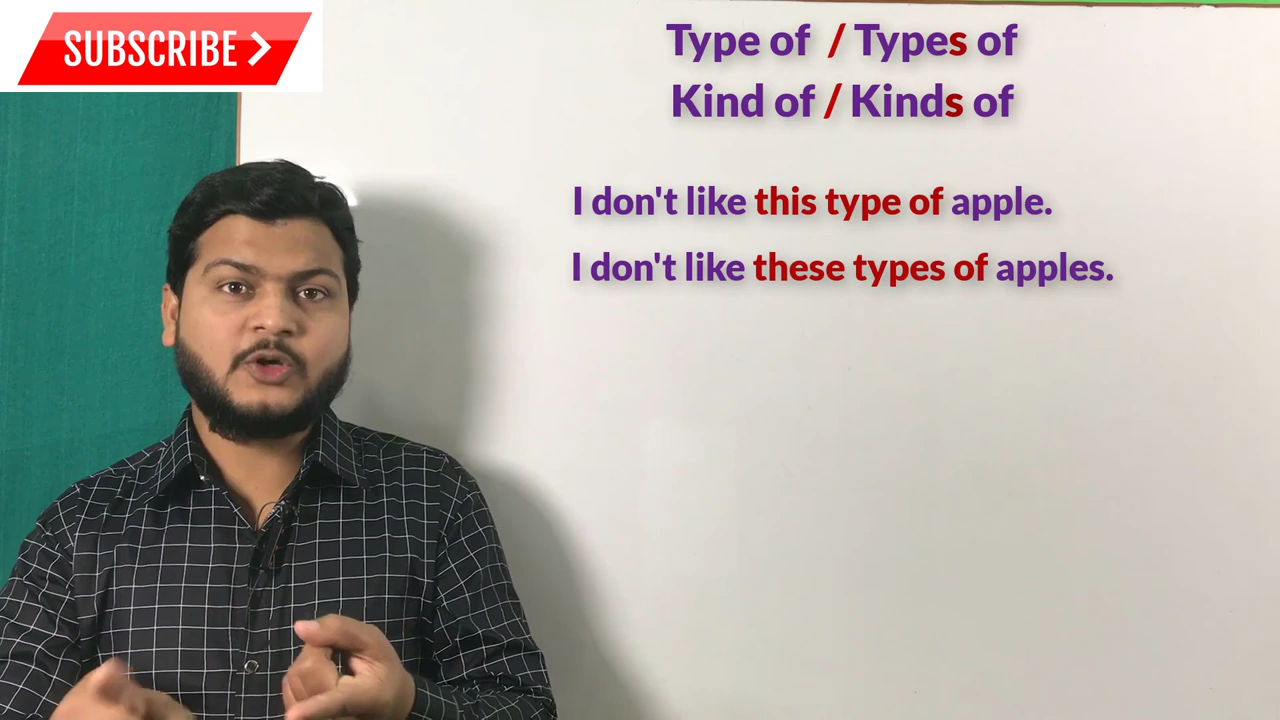 SUBSCRIBE
Type of / Types of
Kind of / Kinds of
I don't like this type of apple.
I don't like these types of apples.